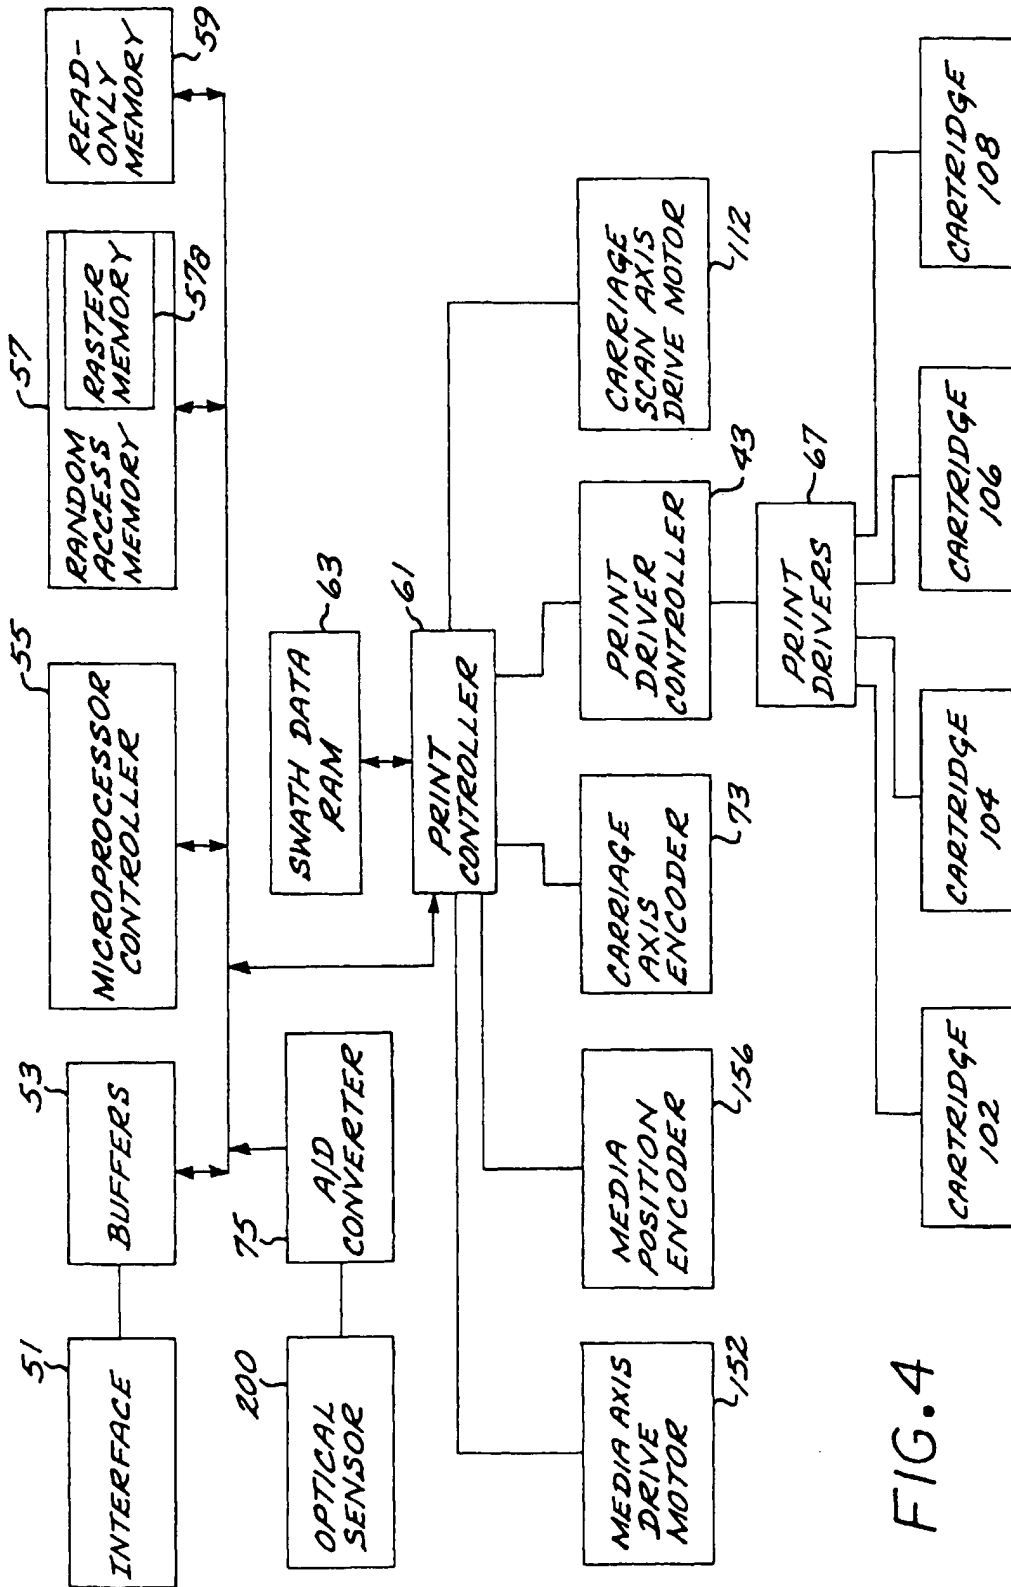 51
INTERFACE
53
BUFFERS
55
MICROPROCESSOR
CONTROLLER
57
RANDOM
ACCESS
MEMORY
RASTER
MEMORY
57a
READ-
ONLY
MEMORY
59
200
OPTICAL
SENSOR
75
A/D
CONVERTER
SWATH DATA
RAM
63
PRINT
CONTROLLER
61
MEDIA AXIS
DRIVE
MOTOR
152
MEDIA
POSITION
ENCODER
156
CARRIAGE
AXIS
ENCODER
73
PRINT
DRIVER
CONTROLLER
43
CARRIAGE
SCAN AXIS
DRIVE MOTOR
112
PRINT
DRIVERS
67
CARTRIDGE
102
CARTRIDGE
104
CARTRIDGE
106
CARTRIDGE
108
FIG.4